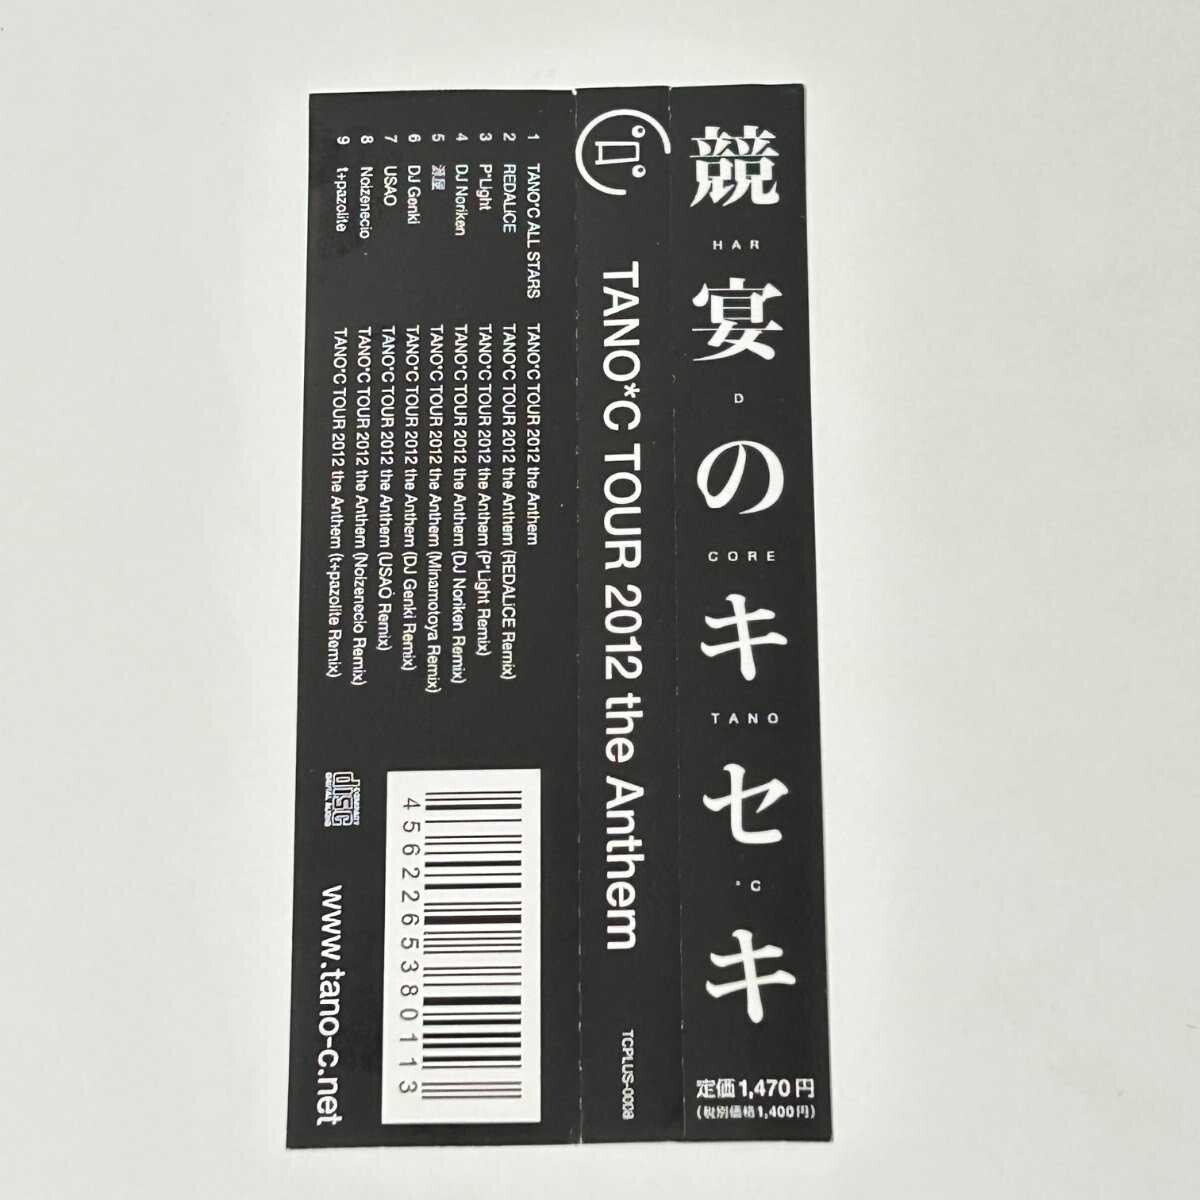 競宴のキセキ
HAR D CORE TANO *C
定価1,470円
(税別価格1,400円)
TANO*C TOUR 2012 the Anthem
TCPLUS-0008
1 TANO*C ALL STARS TANO*C TOUR 2012 the Anthem
2 REDALiCE TANO*C TOUR 2012 the Anthem (REDALiCE Remix)
3 P*Light TANO*C TOUR 2012 the Anthem (P*Light Remix)
4 DJ Noriken TANO*C TOUR 2012 the Anthem (DJ Noriken Remix)
5 源屋 TANO*C TOUR 2012 the Anthem (Minamotoya Remix)
6 DJ Genki TANO*C TOUR 2012 the Anthem (DJ Genki Remix)
7 USAO TANO*C TOUR 2012 the Anthem (USAO Remix)
8 Noizenecio TANO*C TOUR 2012 the Anthem (Noizenecio Remix)
9 t+pazolite TANO*C TOUR 2012 the Anthem (t+pazolite Remix)
COMPACT
disc
DIGITAL AUDIO
www.tano-c.net
4562265380113